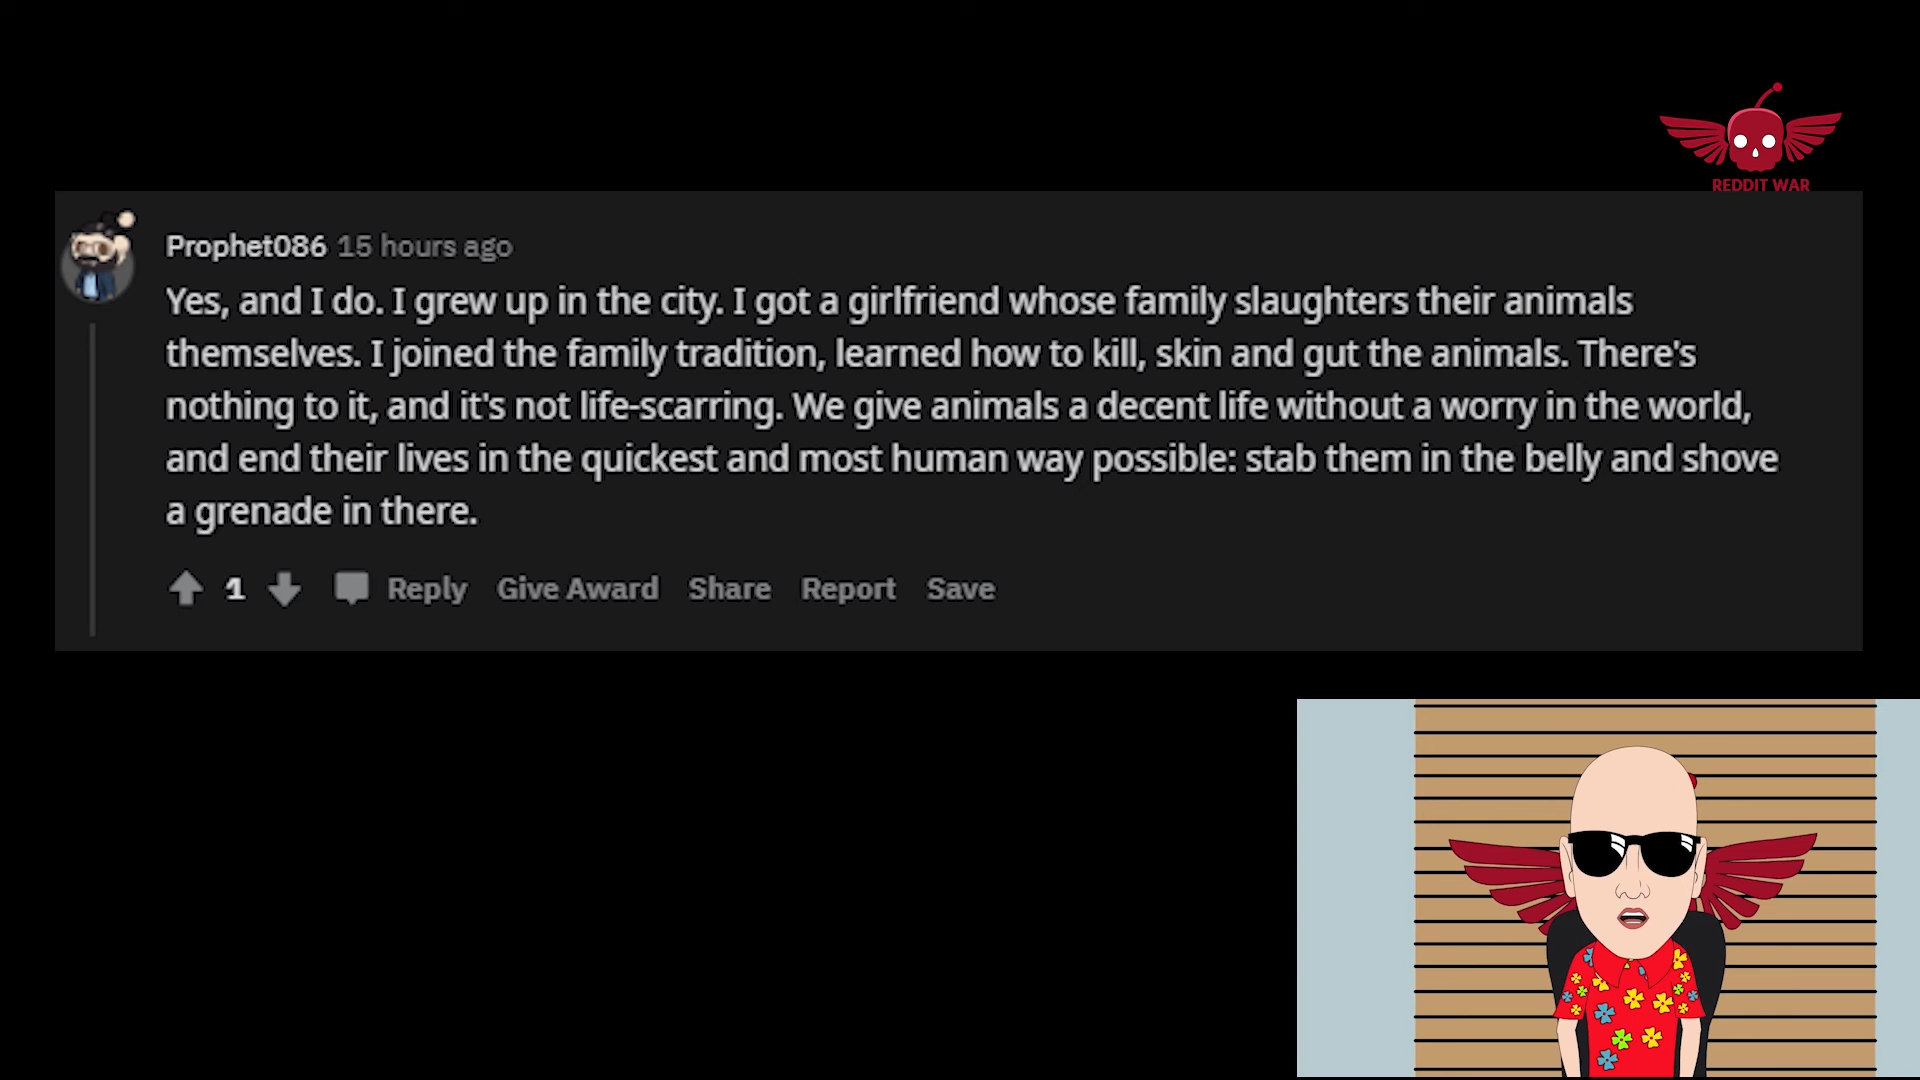 REDDIT WAR
Prophet086 15 hours ago
Yes, and I do. I grew up in the city. I got a girlfriend whose family slaughters their animals
themselves. I joined the family tradition, learned how to kill, skin and gut the animals. There's
nothing to it, and it's not life-scarring. We give animals a decent life without a worry in the world,
and end their lives in the quickest and most human way possible: stab them in the belly and shove
a grenade in there.
1 Reply Give Award Share Report Save